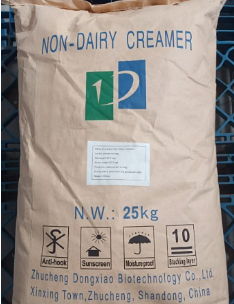 NON-DAIRY CREAMER
N.W.: 25kg
10
Anti-hook
Sunscreen
Moisture proof
Stacking layer
Zhucheng Dongxiao Biotechnology Co.,Ltd.
Xinxing Town,Zhucheng, Shandong, China